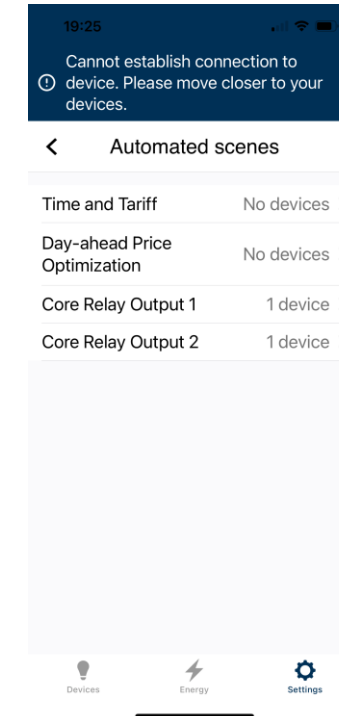 19:25
Cannot establish connection to
device. Please move closer to your
devices.
Automated scenes
Time and Tariff No devices
Day-ahead Price
Optimization No devices
Core Relay Output 1 1 device
Core Relay Output 2 1 device
Devices Energy Settings